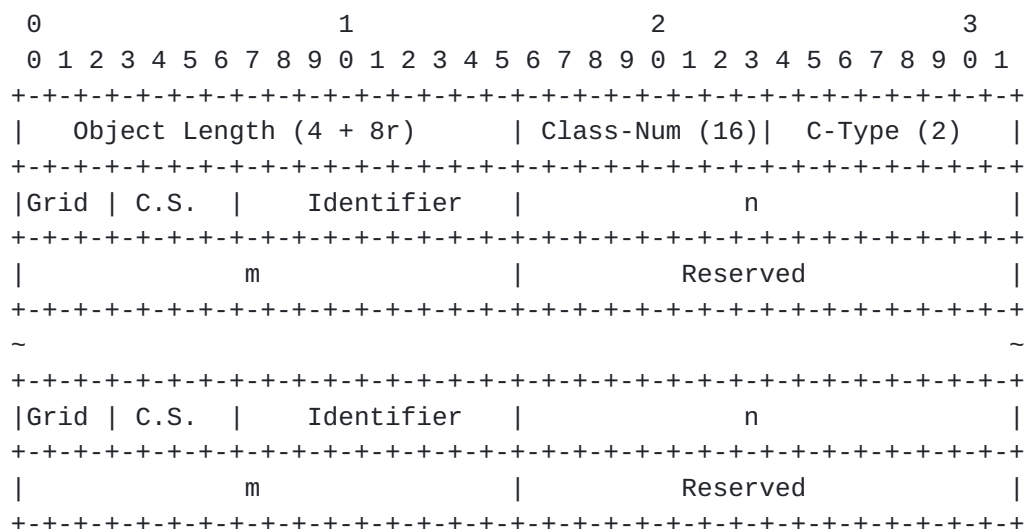 0                   1                   2                   3
 0 1 2 3 4 5 6 7 8 9 0 1 2 3 4 5 6 7 8 9 0 1 2 3 4 5 6 7 8 9 0 1
+-+-+-+-+-+-+-+-+-+-+-+-+-+-+-+-+-+-+-+-+-+-+-+-+-+-+-+-+-+-+-+-+
|   Object Length (4 + 8r)      | Class-Num (16)|  C-Type (2)   |
+-+-+-+-+-+-+-+-+-+-+-+-+-+-+-+-+-+-+-+-+-+-+-+-+-+-+-+-+-+-+-+-+
|Grid | C.S.  |    Identifier   |              n                |
+-+-+-+-+-+-+-+-+-+-+-+-+-+-+-+-+-+-+-+-+-+-+-+-+-+-+-+-+-+-+-+-+
|              m                |          Reserved             |
+-+-+-+-+-+-+-+-+-+-+-+-+-+-+-+-+-+-+-+-+-+-+-+-+-+-+-+-+-+-+-+-+
~                                                               ~
+-+-+-+-+-+-+-+-+-+-+-+-+-+-+-+-+-+-+-+-+-+-+-+-+-+-+-+-+-+-+-+-+
|Grid | C.S.  |    Identifier   |              n                |
+-+-+-+-+-+-+-+-+-+-+-+-+-+-+-+-+-+-+-+-+-+-+-+-+-+-+-+-+-+-+-+-+
|              m                |          Reserved             |
+-+-+-+-+-+-+-+-+-+-+-+-+-+-+-+-+-+-+-+-+-+-+-+-+-+-+-+-+-+-+-+-+